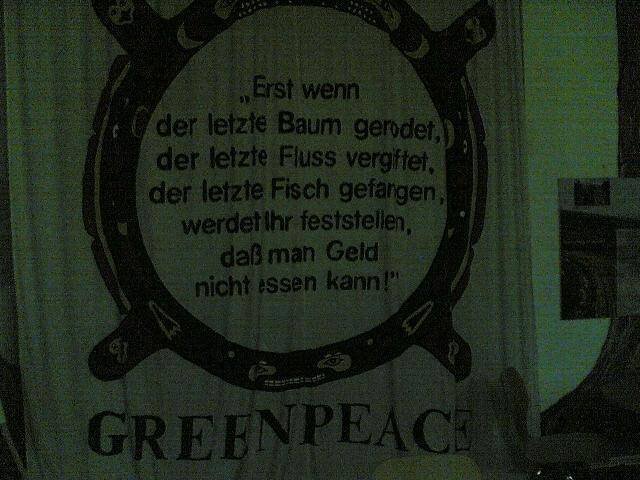 „Erst wenn
der letzte Baum gerodet,
der letzte Fluss vergiftet,
der letzte Fisch gefangen,
werdet Ihr feststellen,
daß man Geld
nicht essen kann!"
GREENPEACE